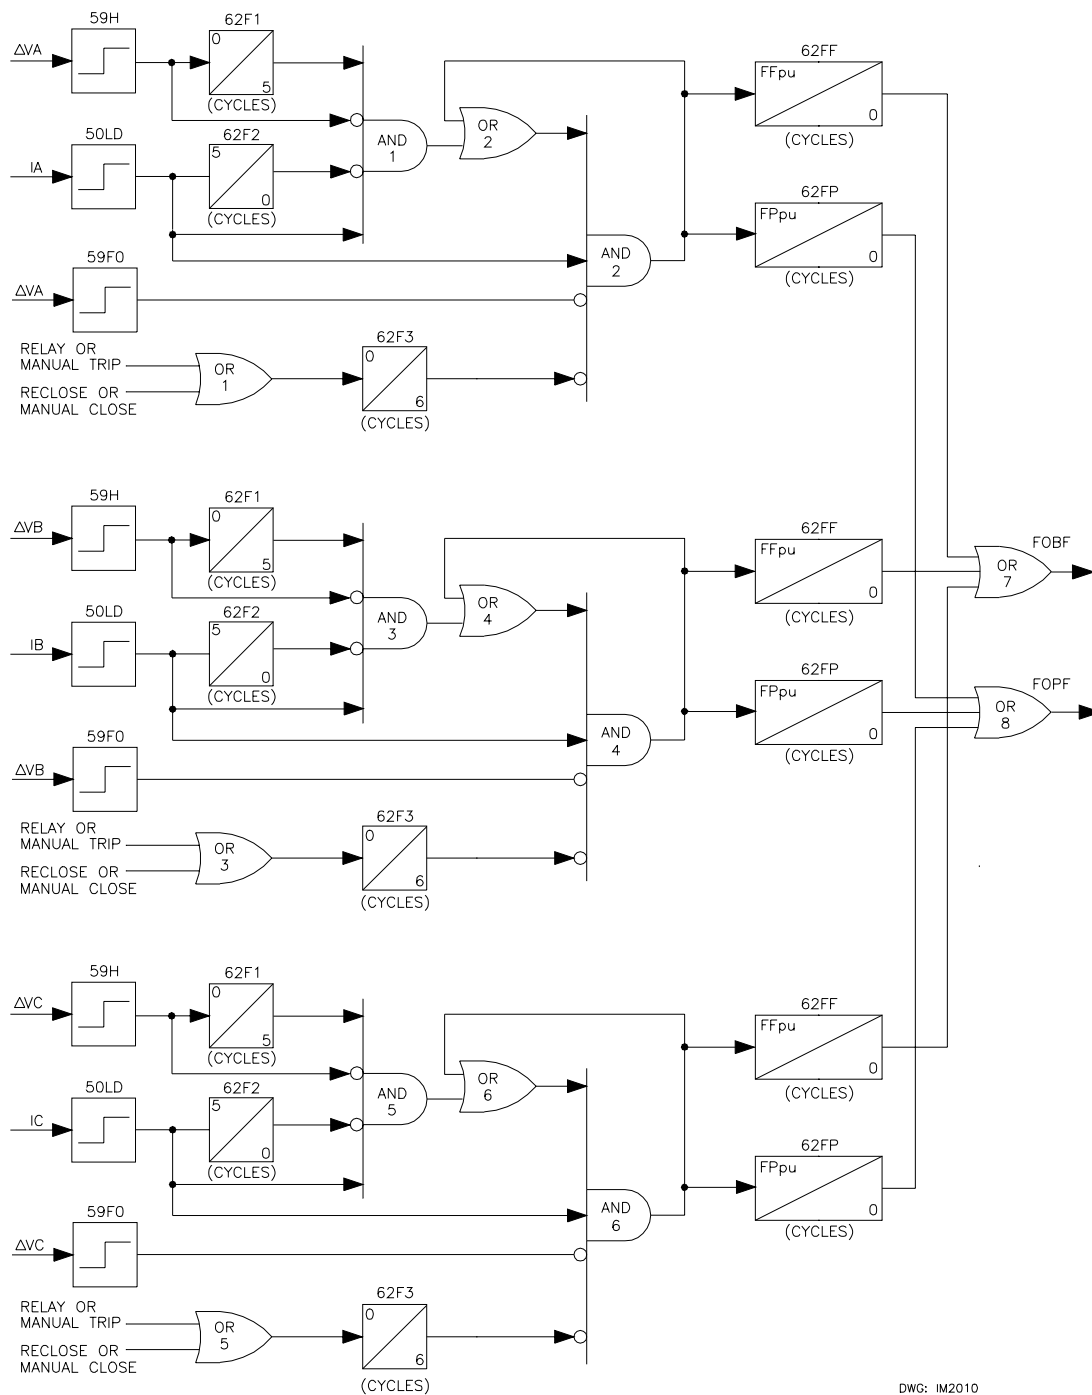 59H
62F1
ΔVA
0
5
(CYCLES)
50LD
62F2
IA
5
0
(CYCLES)
AND
1
OR
2
62FF
FFpu
0
(CYCLES)
62FP
FPpu
0
(CYCLES)
59FO
ΔVA
AND
2
RELAY OR
MANUAL TRIP
RECLOSE OR
MANUAL CLOSE
OR
1
62F3
0
6
(CYCLES)
59H
62F1
ΔVB
0
5
(CYCLES)
50LD
62F2
IB
5
0
(CYCLES)
AND
3
OR
4
62FF
FFpu
0
(CYCLES)
62FP
FPpu
0
(CYCLES)
OR
7
FOBF
OR
8
FOPF
59FO
ΔVB
AND
4
RELAY OR
MANUAL TRIP
RECLOSE OR
MANUAL CLOSE
OR
3
62F3
0
6
(CYCLES)
59H
62F1
ΔVC
0
5
(CYCLES)
50LD
62F2
IC
5
0
(CYCLES)
AND
5
OR
6
62FF
FFpu
0
(CYCLES)
62FP
FPpu
0
(CYCLES)
59FO
ΔVC
AND
6
RELAY OR
MANUAL TRIP
RECLOSE OR
MANUAL CLOSE
OR
5
62F3
0
6
(CYCLES)
DWG: IM2010